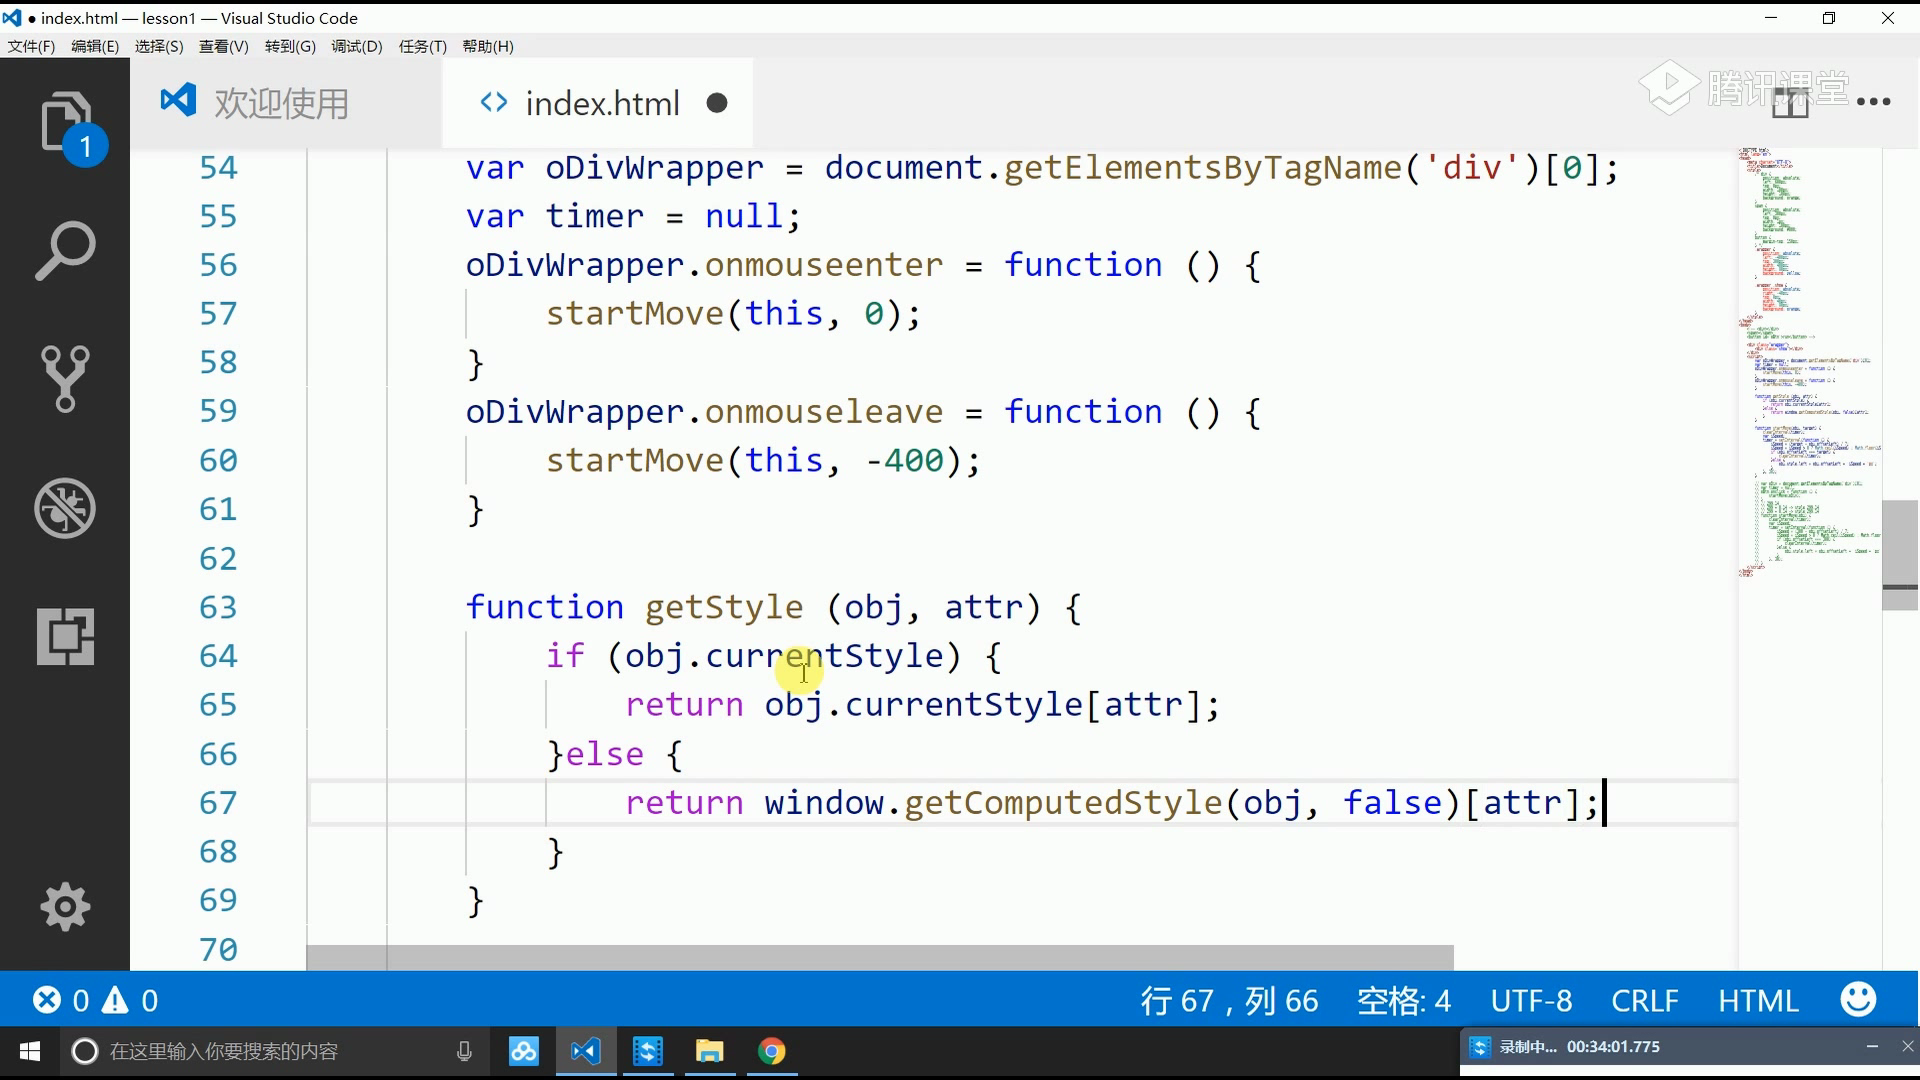 ● index.html — lesson1 — Visual Studio Code
文件(F) 编辑(E) 选择(S) 查看(V) 转到(G) 调试(D) 任务(T) 帮助(H)
欢迎使用
<> index.html ●
腾讯课堂
1
54 var oDivWrapper = document.getElementsByTagName('div')[0];
55 var timer = null;
56 oDivWrapper.onmouseenter = function () {
57 startMove(this, 0);
58 }
59 oDivWrapper.onmouseleave = function () {
60 startMove(this, -400);
61 }
62
63 function getStyle (obj, attr) {
64 if (obj.currentStyle) {
65 return obj.currentStyle[attr];
66 }else {
67 return window.getComputedStyle(obj, false)[attr];
68 }
69 }
70
0 0 行 67，列 66 空格: 4 UTF-8 CRLF HTML
在这里输入你要搜索的内容
录制中... 00:34:01.775